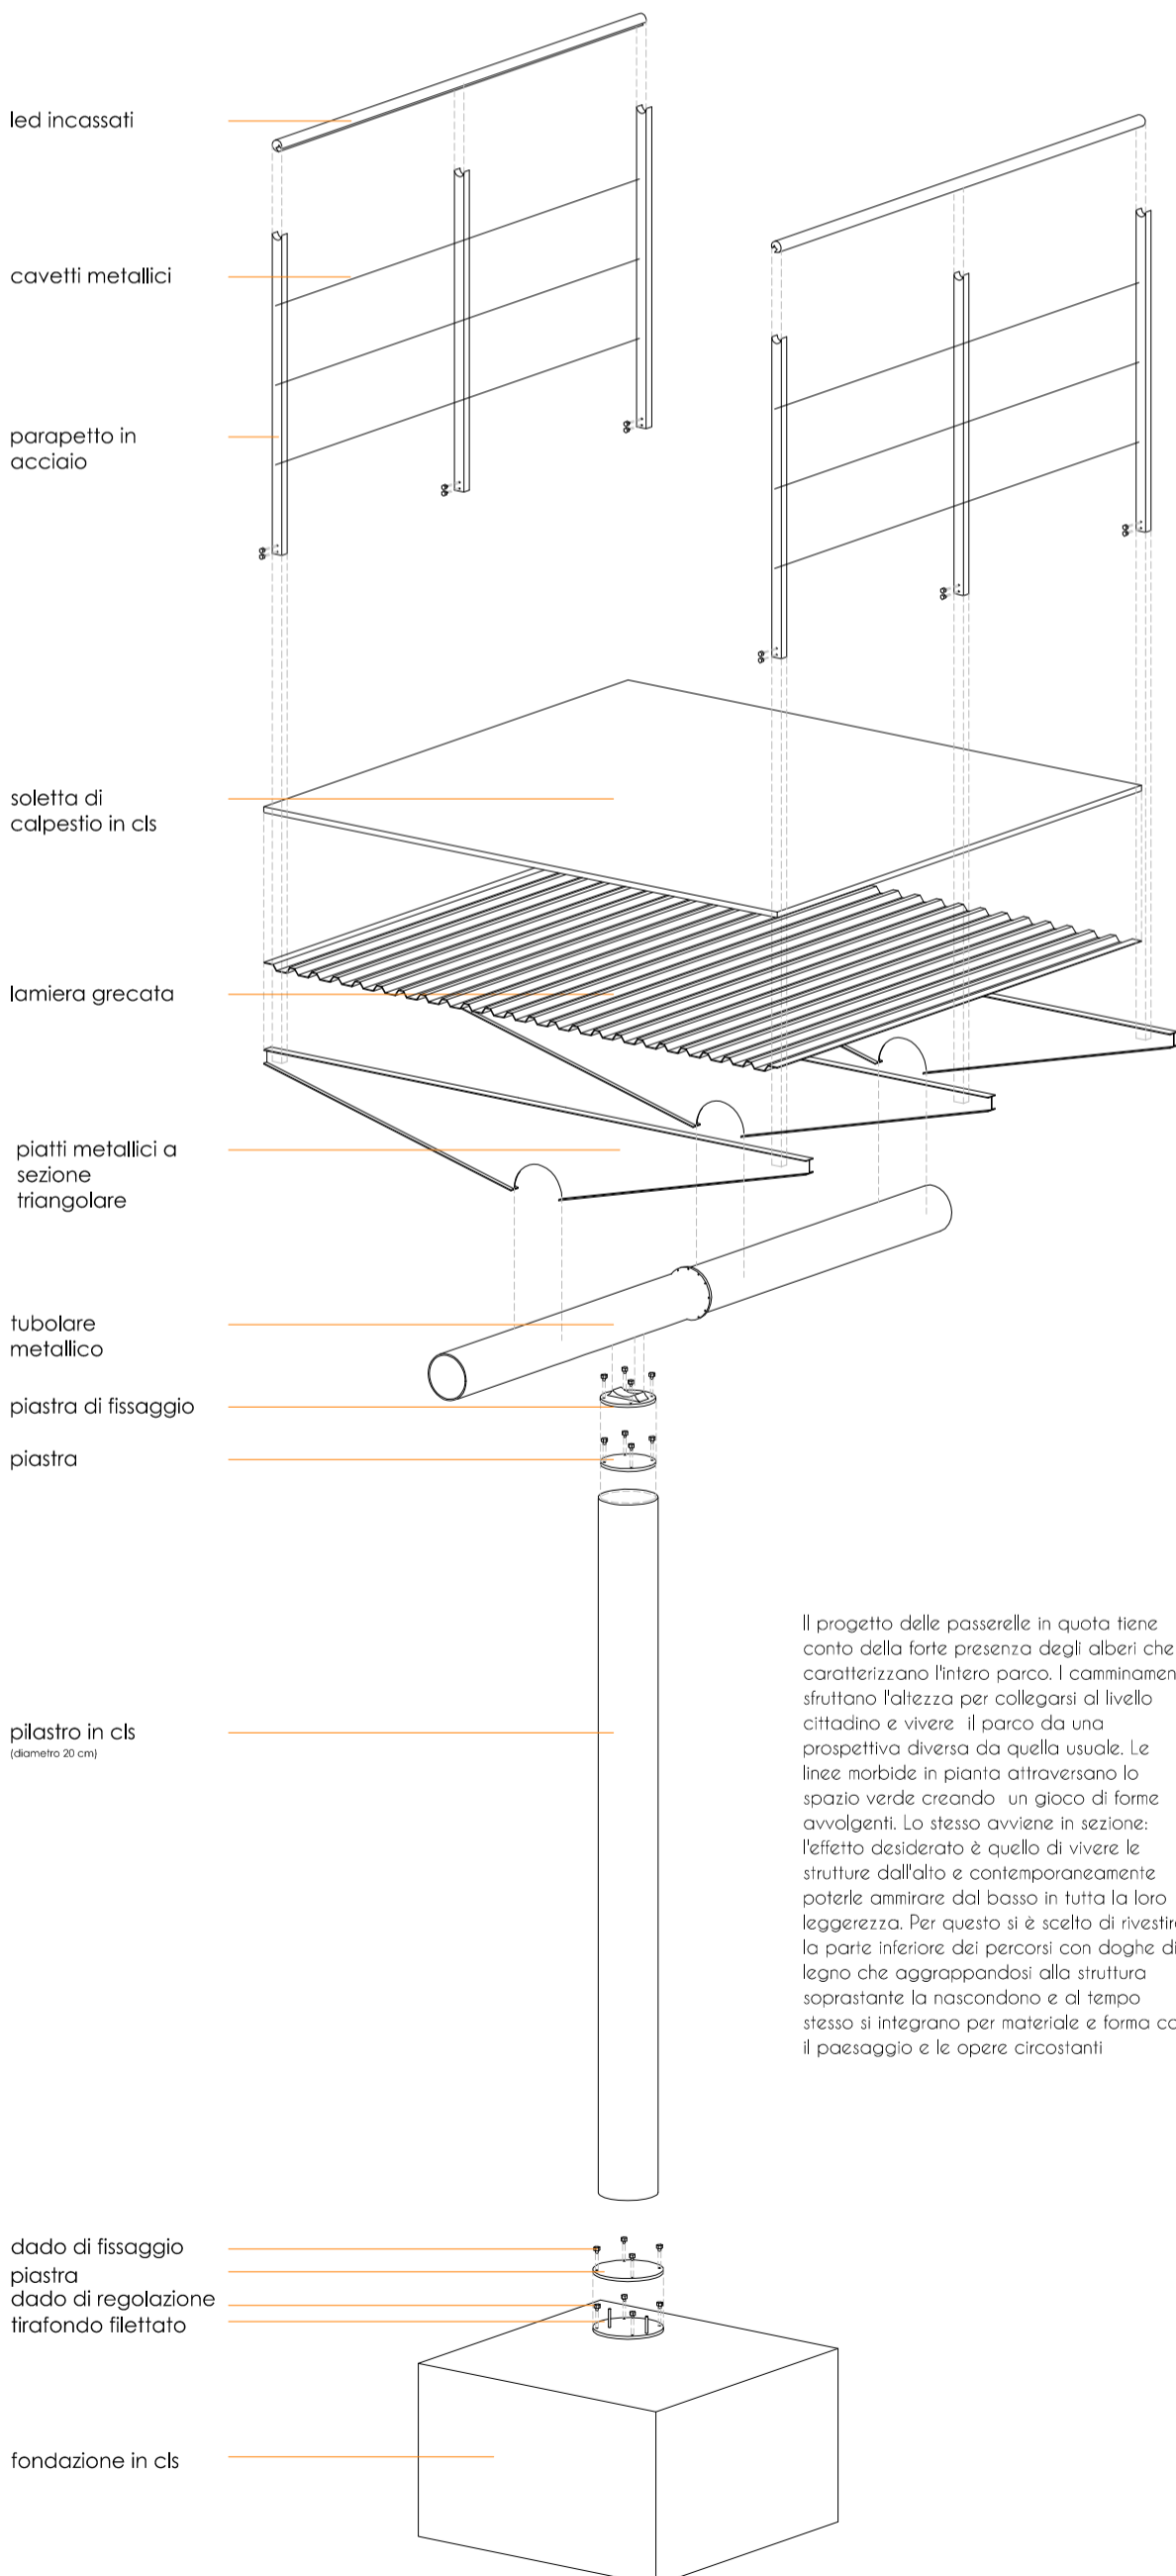 led incassati
cavetti metallici
parapetto in
acciaio
soletta di
calpestio in cls
lamiera grecata
piatti metallici a
sezione
triangolare
tubolare
metallico
piastra di fissaggio
piastra
pilastro in cls
(diametro 20 cm)
Il progetto delle passerelle in quota tiene
conto della forte presenza degli alberi che
caratterizzano l'intero parco. I camminamen
sfruttano l'altezza per collegarsi al livello
cittadino e vivere il parco da una
prospettiva diversa da quella usuale. Le
linee morbide in pianta attraversano lo
spazio verde creando un gioco di forme
avvolgenti. Lo stesso avviene in sezione:
l'effetto desiderato è quello di vivere le
strutture dall'alto e contemporaneamente
poterle ammirare dal basso in tutta la loro
leggerezza. Per questo si è scelto di rivestir
la parte inferiore dei percorsi con doghe di
legno che aggrappandosi alla struttura
soprastante la nascondono e al tempo
stesso si integrano per materiale e forma co
il paesaggio e le opere circostanti
dado di fissaggio
piastra
dado di regolazione
tirafondo filettato
fondazione in cls